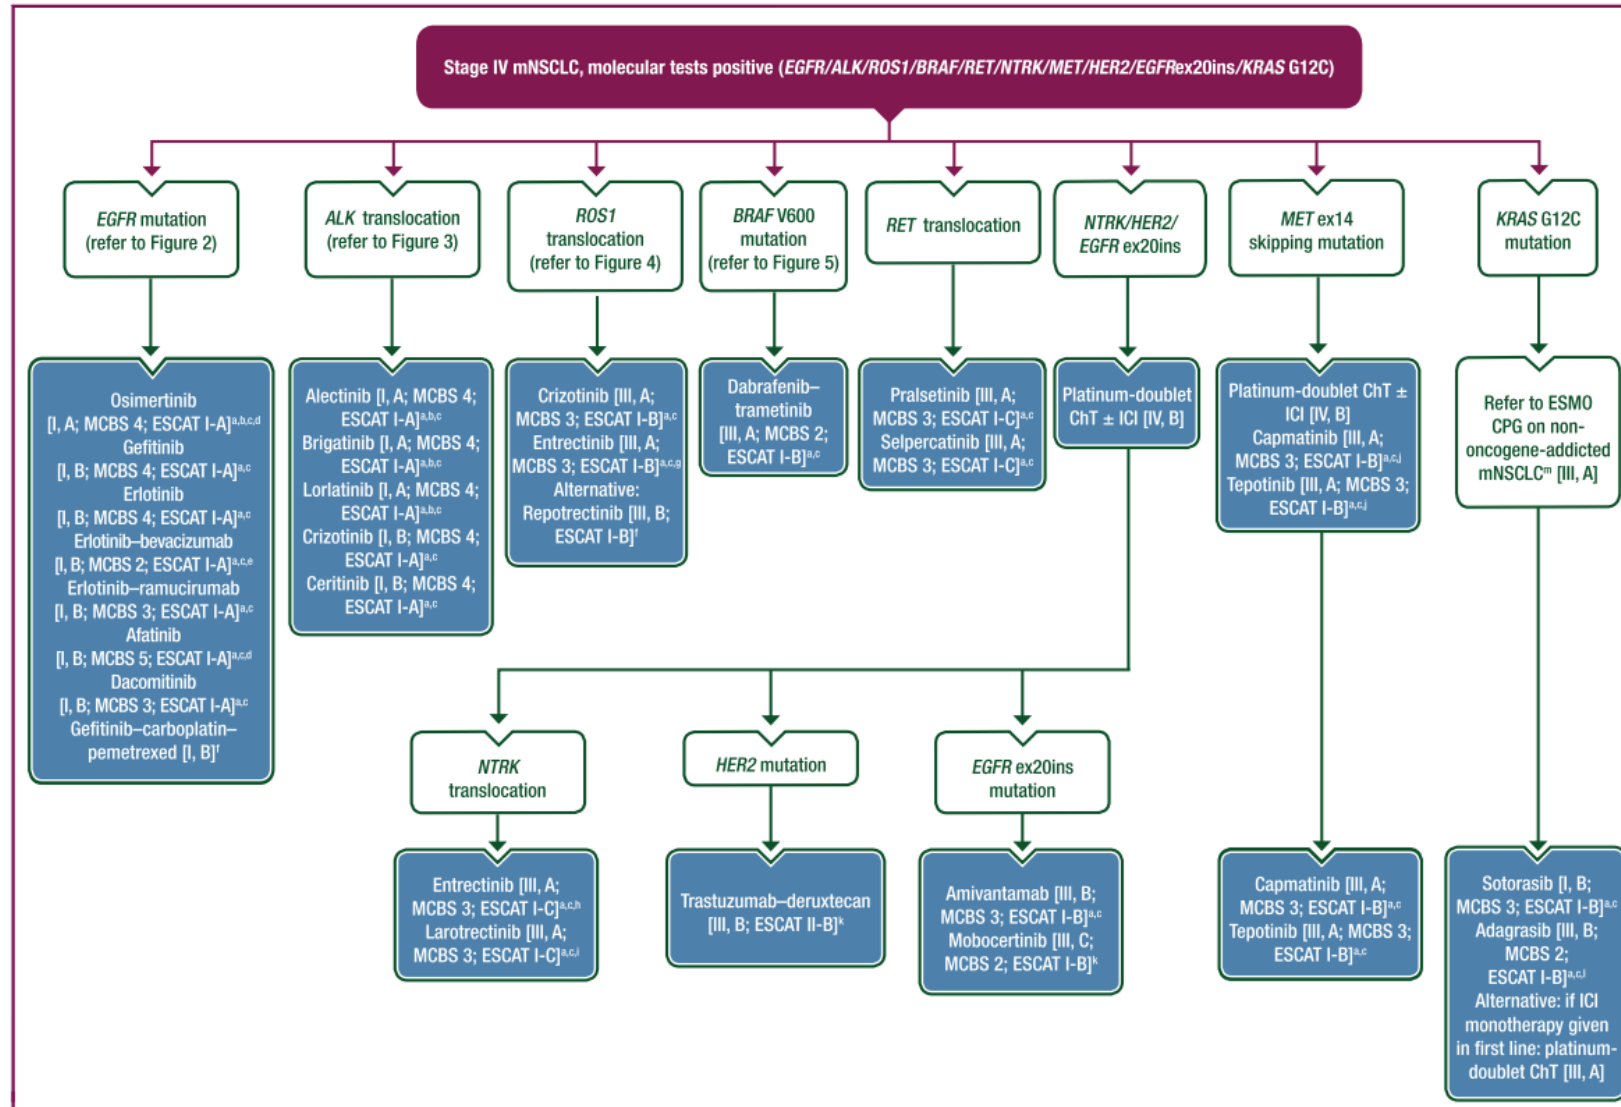 Stage IV mNSCLC, molecular tests positive (EGFR/ALK/ROS1/BRAF/RET/NTRK/MET/HER2/EGFRex20ins/KRAS G12C)
EGFR mutation
(refer to Figure 2)
ALK translocation
(refer to Figure 3)
ROS1
translocation
(refer to Figure 4)
BRAF V600
mutation
(refer to Figure 5)
RET translocation
NTRK/HER2/
EGFR ex20ins
MET ex14
skipping mutation
KRAS G12C
mutation
Osimertinib
[I, A; MCBS 4; ESCAT I-A]a,b,c,d
Gefitinib
[I, B; MCBS 4; ESCAT I-A]a,c
Erlotinib
[I, B; MCBS 4; ESCAT I-A]a,c
Erlotinib–bevacizumab
[I, B; MCBS 2; ESCAT I-A]a,c,e
Erlotinib–ramucirumab
[I, B; MCBS 3; ESCAT I-A]a,c
Afatinib
[I, B; MCBS 5; ESCAT I-A]a,c,d
Dacomitinib
[I, B; MCBS 3; ESCAT I-A]a,c
Gefitinib–carboplatin–
pemetrexed [I, B]f
Alectinib [I, A; MCBS 4;
ESCAT I-A]a,b,c
Brigatinib [I, A; MCBS 4;
ESCAT I-A]a,b,c
Lorlatinib [I, A; MCBS 4;
ESCAT I-A]a,b,c
Crizotinib [I, B; MCBS 4;
ESCAT I-A]a,c
Ceritinib [I, B; MCBS 4;
ESCAT I-A]a,c
Crizotinib [III, A;
MCBS 3; ESCAT I-B]a,c
Entrectinib [III, A;
MCBS 3; ESCAT I-B]a,c,g
Alternative:
Repotrectinib [III, B;
ESCAT I-B]f
Dabrafenib–
trametinib
[III, A; MCBS 2;
ESCAT I-B]a,c
Pralsetinib [III, A;
MCBS 3; ESCAT I-C]a,c
Selpercatinib [III, A;
MCBS 3; ESCAT I-C]a,c
Platinum-doublet
ChT ± ICI [IV, B]
Platinum-doublet ChT ±
ICI [IV, B]
Capmatinib [III, A;
MCBS 3; ESCAT I-B]a,c,j
Tepotinib [III, A; MCBS 3;
ESCAT I-B]a,c,j
Refer to ESMO
CPG on non-
oncogene-addicted
mNSCLCm [III, A]
NTRK
translocation
HER2 mutation
EGFR ex20ins
mutation
Entrectinib [III, A;
MCBS 3; ESCAT I-C]a,c,h
Larotrectinib [III, A;
MCBS 3; ESCAT I-C]a,c,i
Trastuzumab–deruxtecan
[III, B; ESCAT II-B]k
Amivantamab [III, B;
MCBS 3; ESCAT I-B]a,c
Mobocertinib [III, C;
MCBS 2; ESCAT I-B]k
Capmatinib [III, A;
MCBS 3; ESCAT I-B]a,c
Tepotinib [III, A; MCBS 3;
ESCAT I-B]a,c
Sotorasib [I, B;
MCBS 3; ESCAT I-B]a,c
Adagrasib [III, B;
MCBS 2;
ESCAT I-B]a,c,l
Alternative: if ICI
monotherapy given
in first line: platinum-
doublet ChT [III, A]